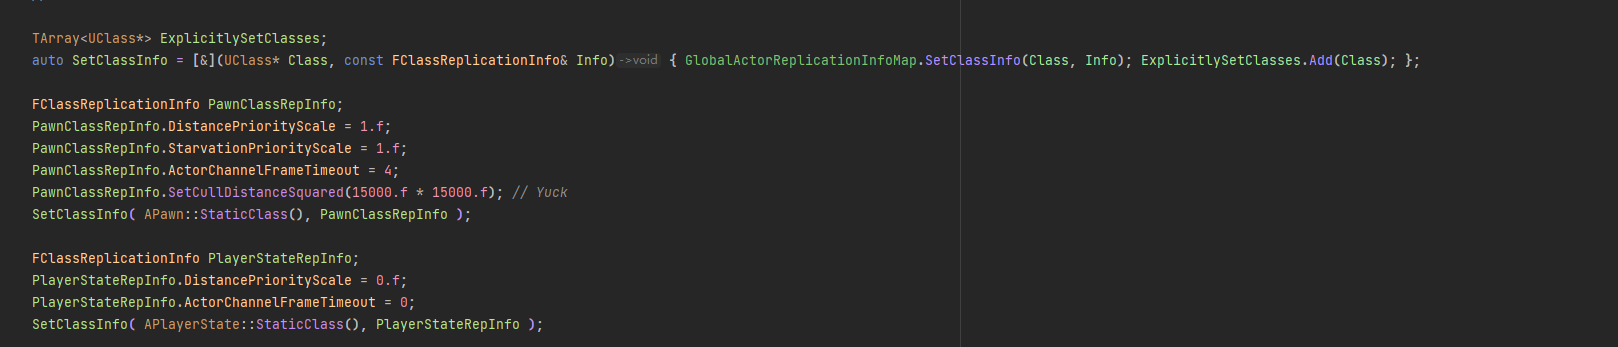 TArray<UClass*> ExplicitlySetClasses;
auto SetClassInfo = [&](UClass* Class, const FClassReplicationInfo& Info)->void { GlobalActorReplicationInfoMap.SetClassInfo(Class, Info); ExplicitlySetClasses.Add(Class); };
FClassReplicationInfo PawnClassRepInfo;
PawnClassRepInfo.DistancePriorityScale = 1.f;
PawnClassRepInfo.StarvationPriorityScale = 1.f;
PawnClassRepInfo.ActorChannelFrameTimeout = 4;
PawnClassRepInfo.SetCullDistanceSquared(15000.f * 15000.f); // Yuck
SetClassInfo( APawn::StaticClass(), PawnClassRepInfo );
FClassReplicationInfo PlayerStateRepInfo;
PlayerStateRepInfo.DistancePriorityScale = 0.f;
PlayerStateRepInfo.ActorChannelFrameTimeout = 0;
SetClassInfo( APlayerState::StaticClass(), PlayerStateRepInfo );